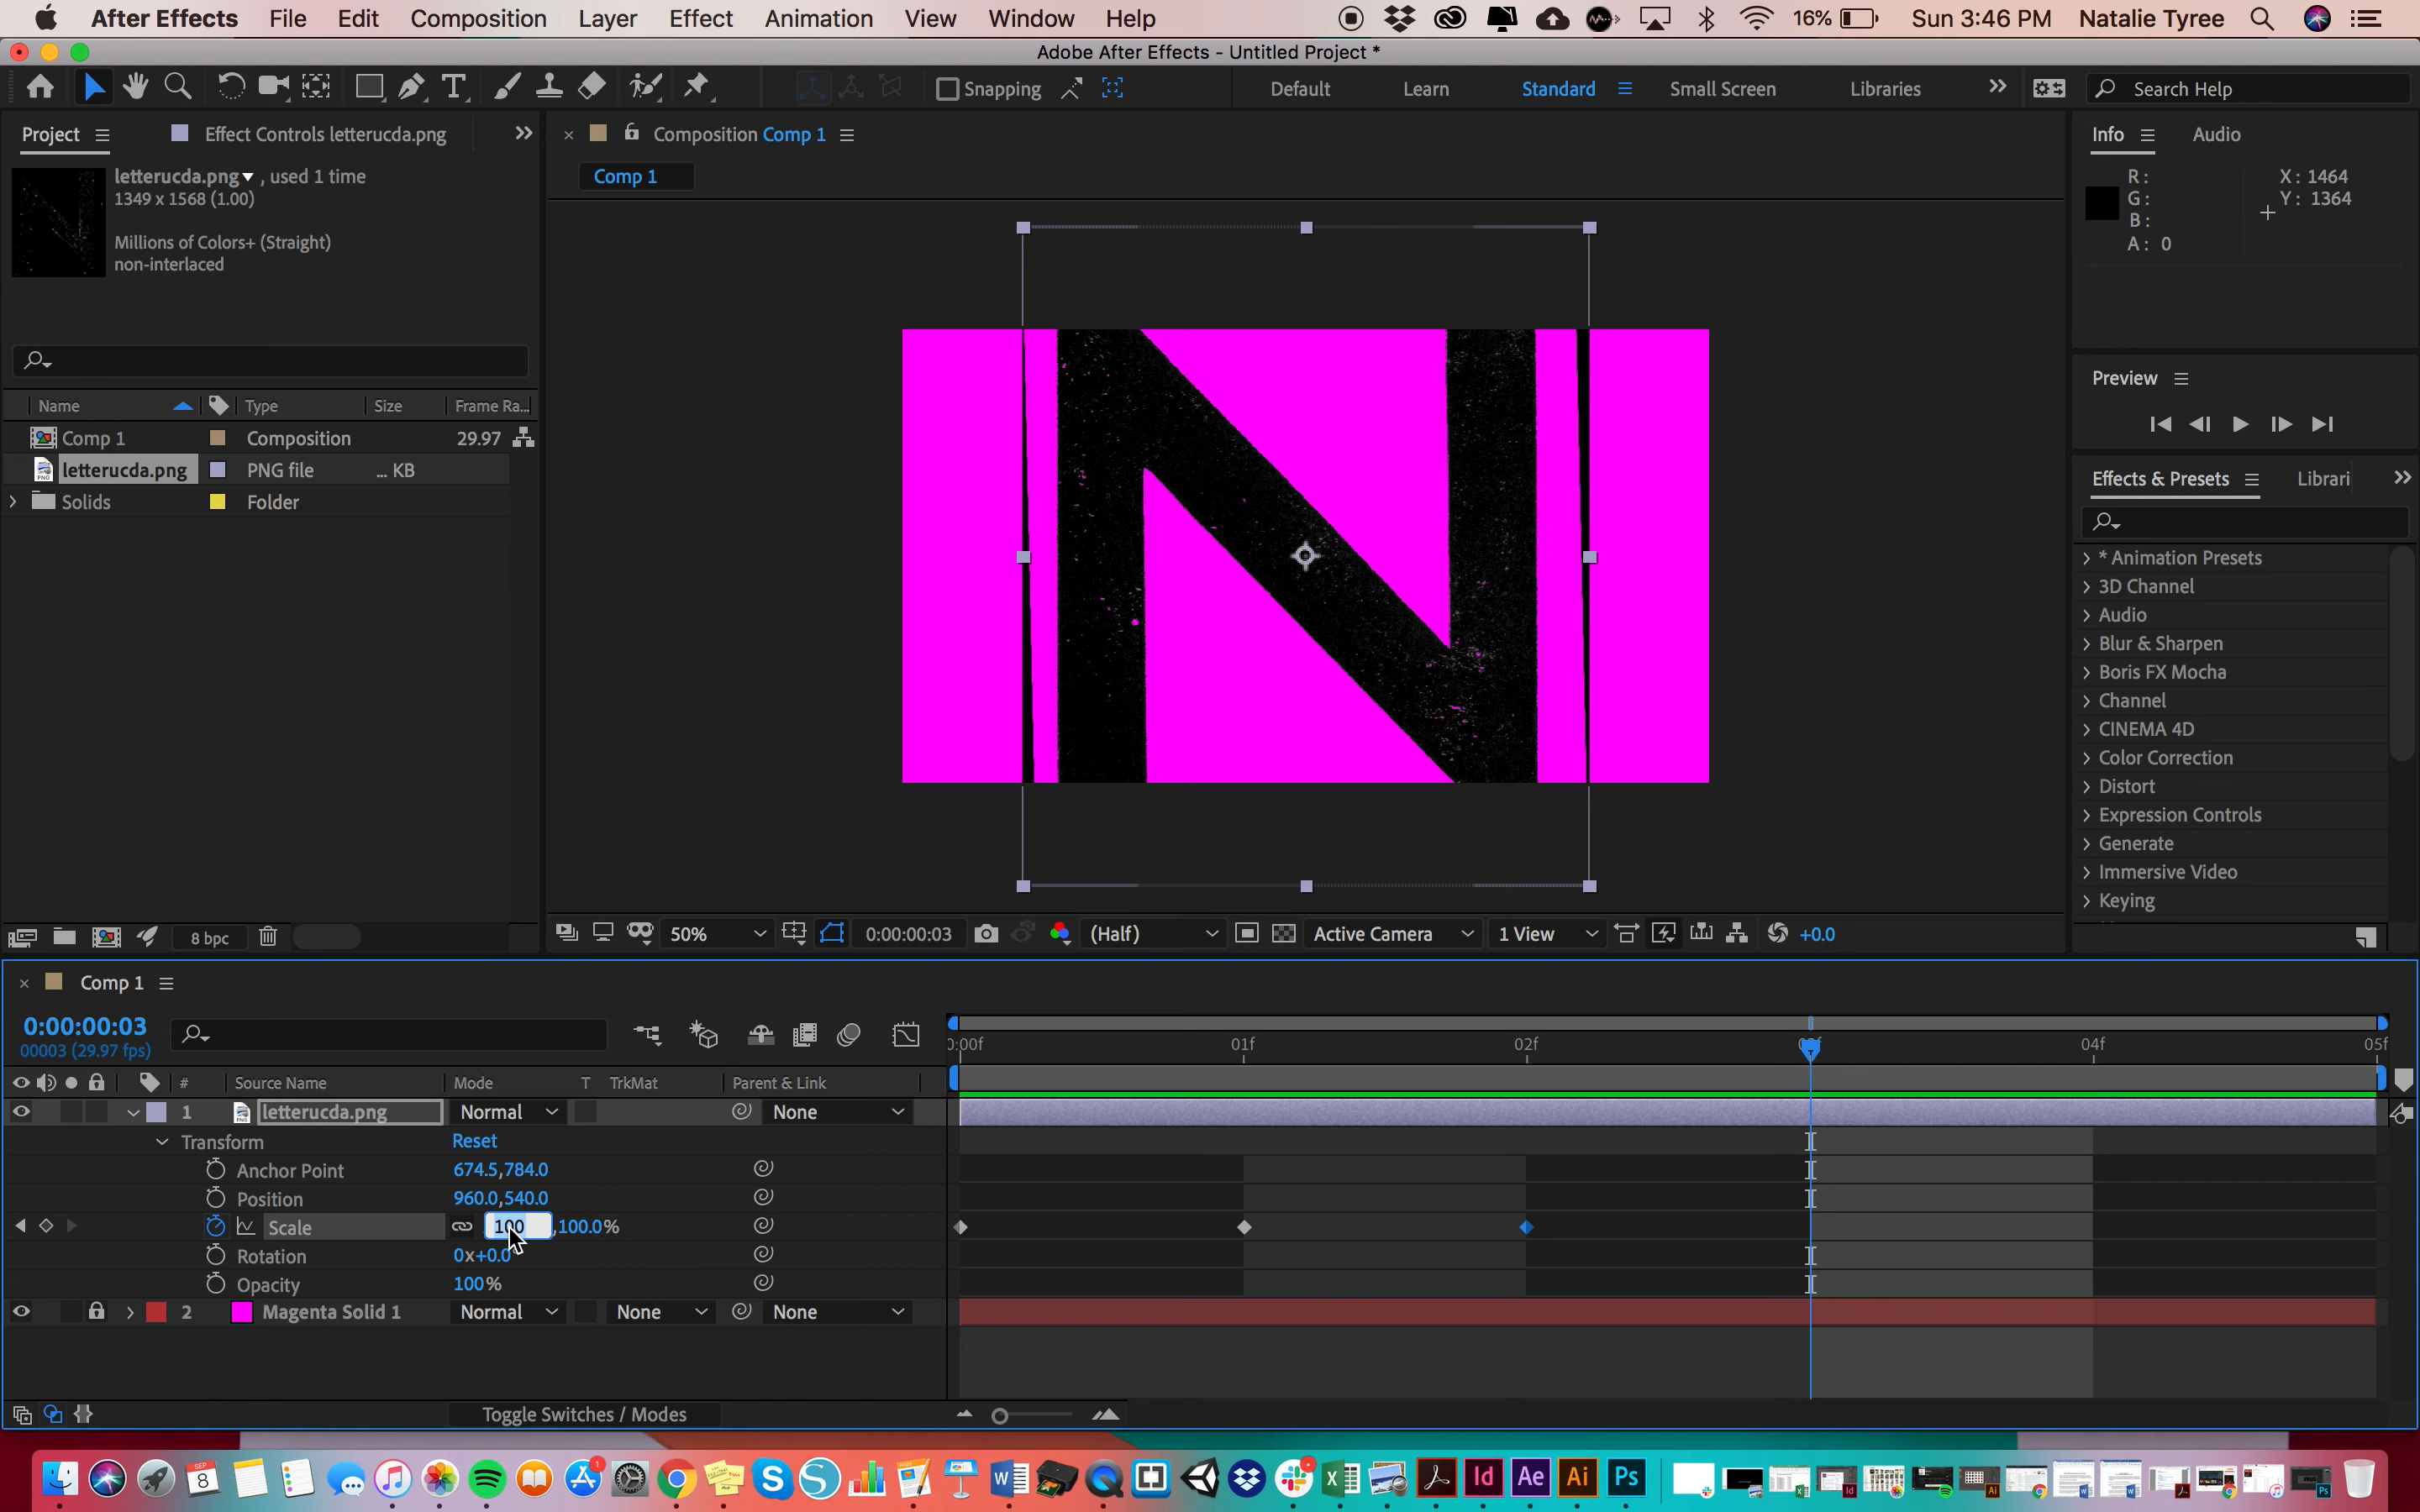 After Effects File Edit Composition Layer Effect Animation View Window Help 16% Sun 3:46 PM Natalie Tyree
Adobe After Effects - Untitled Project *
Snapping Default Learn Standard Small Screen Libraries Search Help
Project Effect Controls letterucda.png
Composition Comp 1
Info Audio
letterucda.png , used 1 time
1349 x 1568 (1.00)
Millions of Colors+ (Straight)
non-interlaced
Comp 1
R:
G:
B:
A: 0
X: 1464
Y: 1364
Preview
Name Type Size Frame Ra...
Comp 1 Composition 29.97
letterucda.png PNG file ... KB
Solids Folder
Effects & Presets Librari
* Animation Presets
3D Channel
Audio
Blur & Sharpen
Boris FX Mocha
Channel
CINEMA 4D
Color Correction
Distort
Expression Controls
Generate
Immersive Video
Keying
N
8 bpc
50% 0:00:00:03 (Half) Active Camera 1 View +0.0
Comp 1
0:00:00:03
00003 (29.97 fps)
0:00f 01f 02f 04f 05f
# Source Name Mode T TrkMat Parent & Link
1 letterucda.png Normal None
Transform Reset
Anchor Point 674.5,784.0
Position 960.0,540.0
Scale 100 ,100.0%
Rotation 0x+0.0
Opacity 100%
2 Magenta Solid 1 Normal None None
Toggle Switches / Modes
SEP
8
1
Id Ae Ai Ps